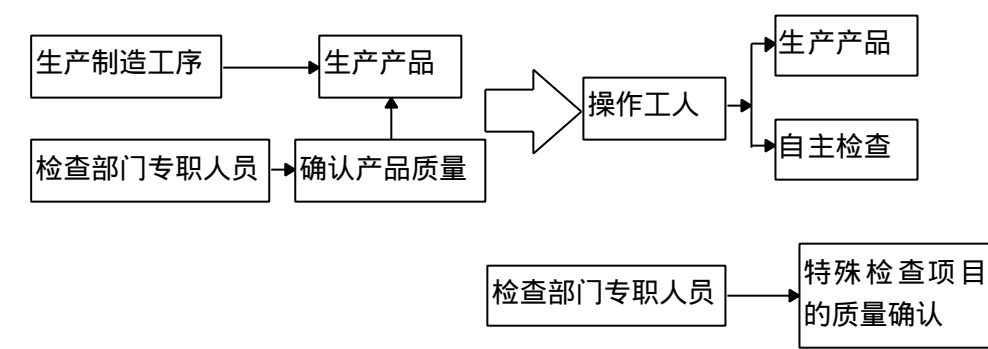 生产制造工序
生产产品
检查部门专职人员
确认产品质量
操作工人
生产产品
自主检查
检查部门专职人员
特殊检查项目
的质量确认